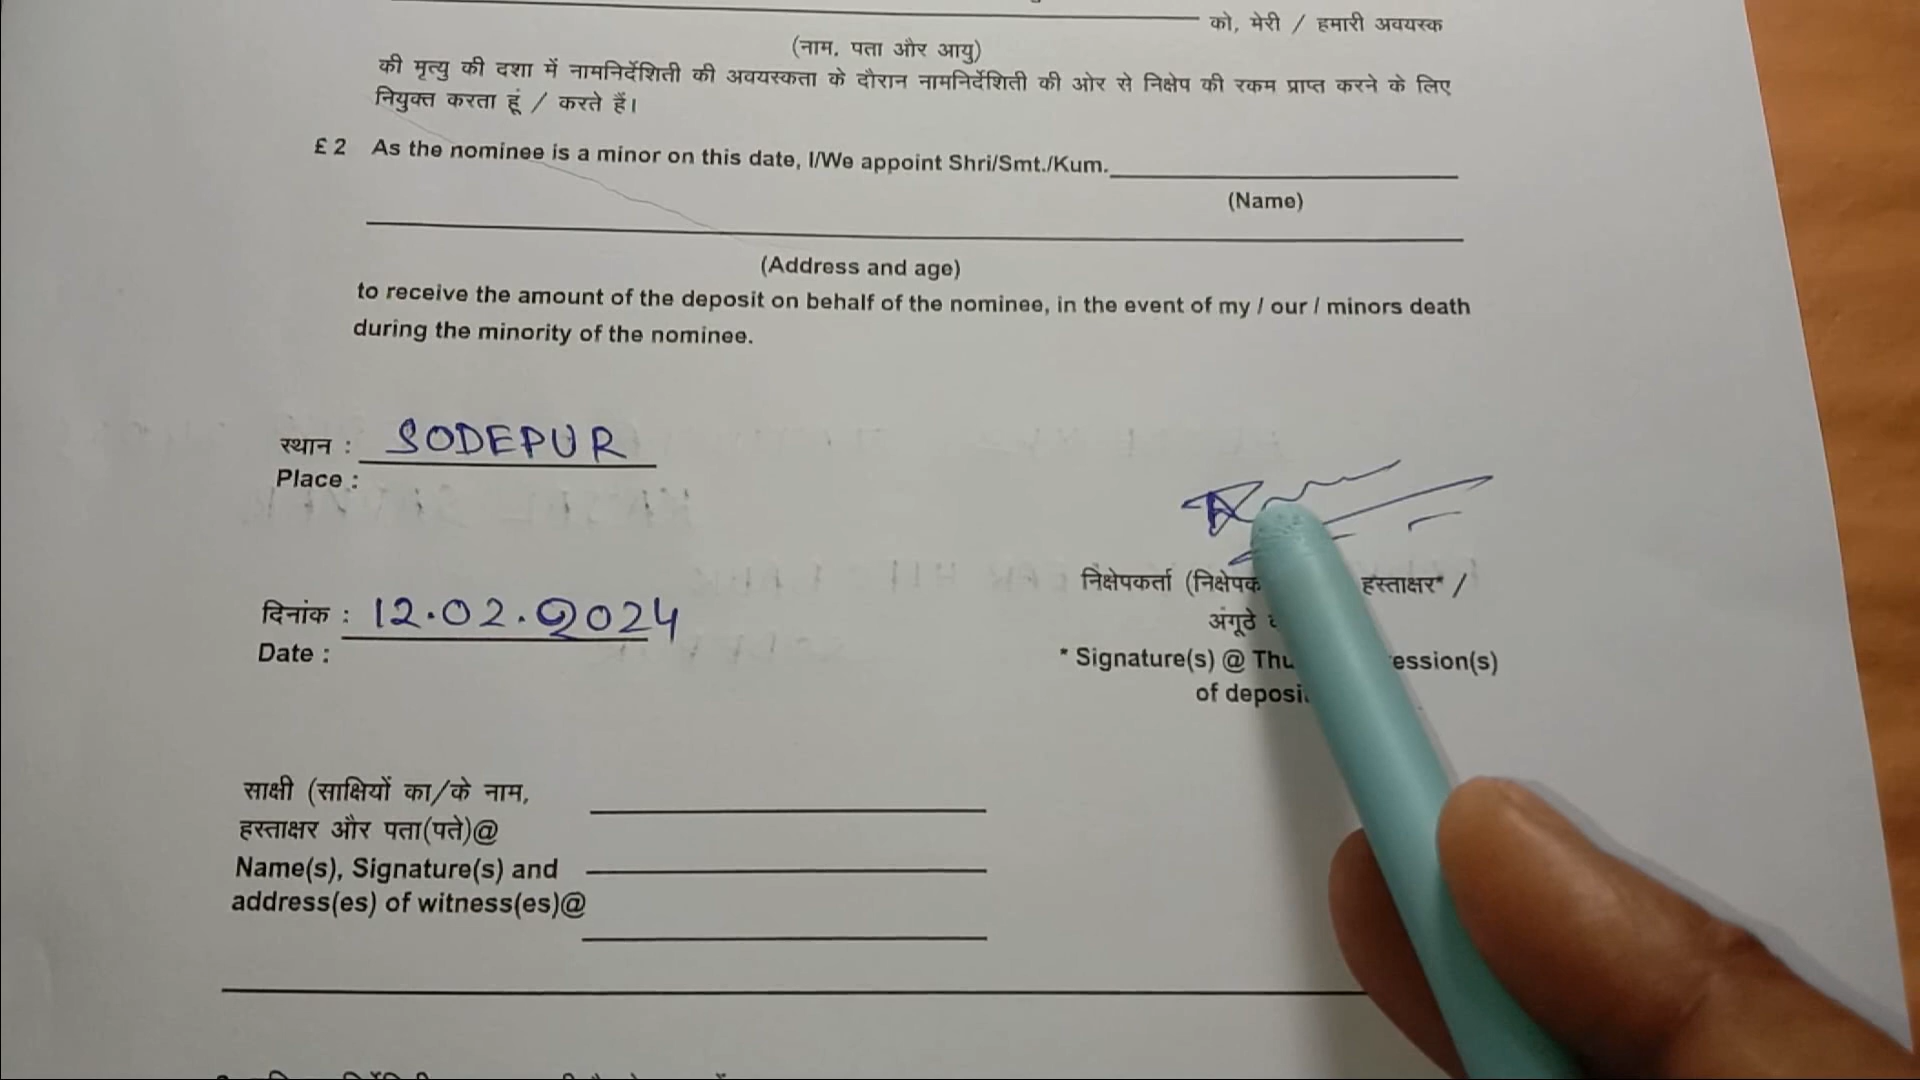 को, मेरी / हमारी अवयस्क
(नाम, पता और आयु)
की मृत्यु की दशा में नामनिर्देशिती की अवयस्कता के दौरान नामनिर्देशिती की ओर से निक्षेप की रकम प्राप्त करने के लिए
नियुक्त करता हूं / करते हैं।
£ 2 As the nominee is a minor on this date, I/We appoint Shri/Smt./Kum.
(Name)
(Address and age)
to receive the amount of the deposit on behalf of the nominee, in the event of my / our / minors death
during the minority of the nominee.
स्थान : SODEPUR
Place :
दिनांक : 12.02.2024
Date :
निक्षेपकर्ता हस्ताक्षर* /
अंगूठे
* Signature(s) @
of
साक्षी (साक्षियों का/के नाम,
हस्ताक्षर और पता(पते)@
Name(s), Signature(s) and
address(es) of witness(es)@